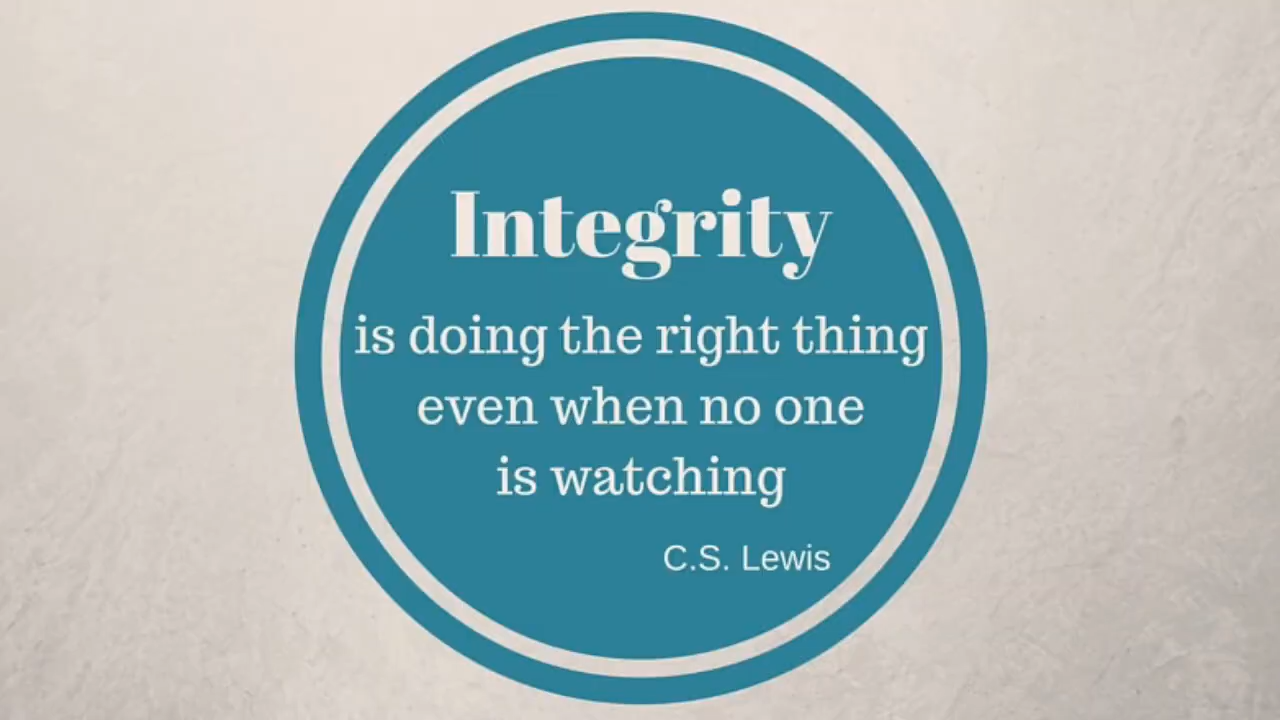 Integrity
is doing the right thing
even when no one
is watching
C.S. Lewis